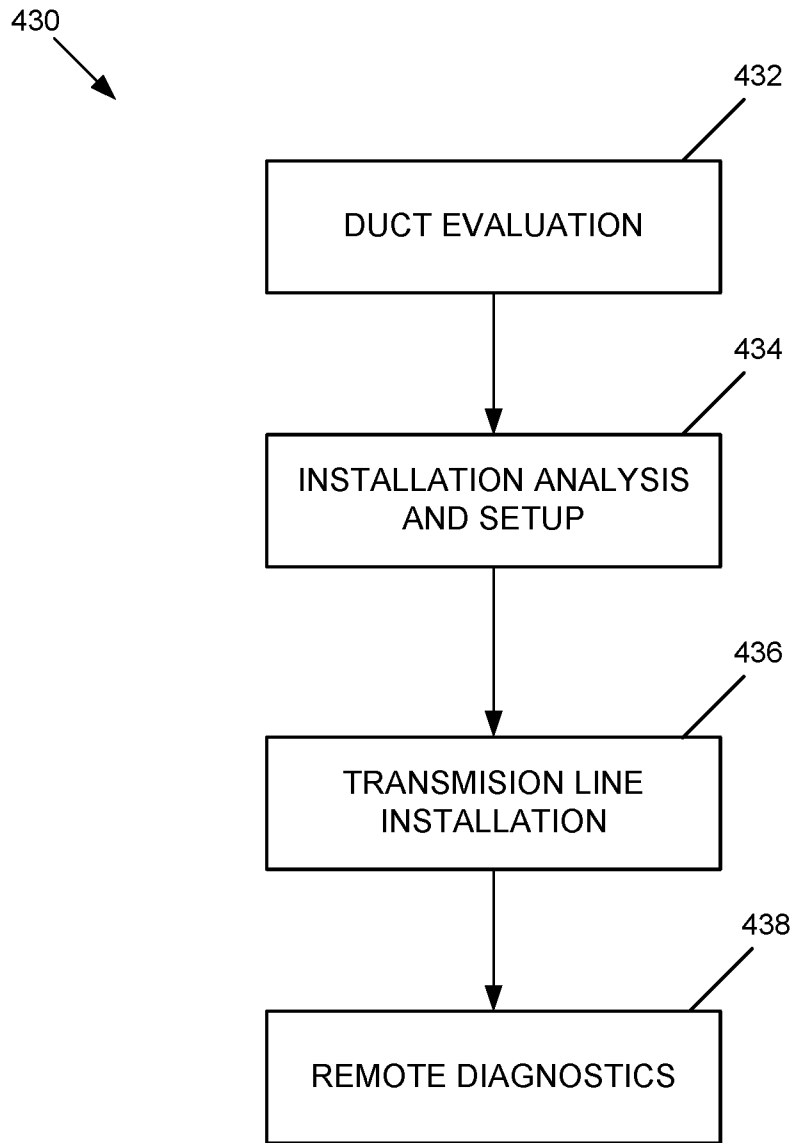 430
432
DUCT EVALUATION
434
INSTALLATION ANALYSIS
AND SETUP
436
TRANSMISION LINE
INSTALLATION
438
REMOTE DIAGNOSTICS